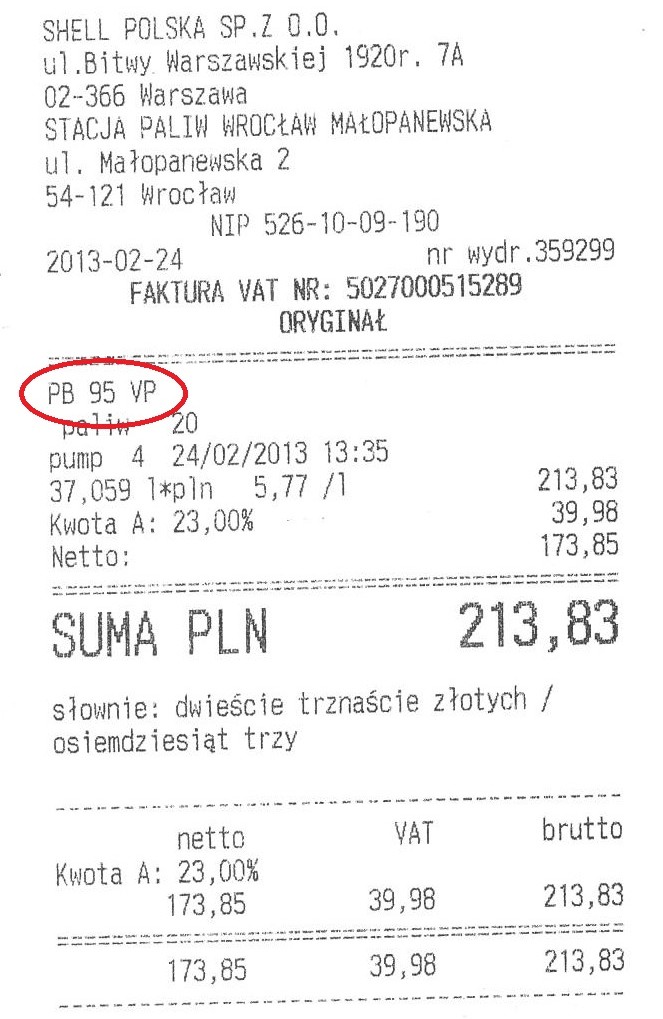 SHELL POLSKA SP.Z O.O.
ul.Bitwy Warszawskiej 1920r. 7A
02-366 Warszawa
STACJA PALIW WROCŁAW MAŁOPANEWSKA
ul. Małopanewska 2
54-121 Wrocław
NIP 526-10-09-190
2013-02-24 nr wydr.359299
FAKTURA VAT NR: 5027000515289
ORYGINAŁ
PB 95 VP
paliw 20
pump 4 24/02/2013 13:35
37,059 l*pln 5,77 /l 213,83
Kwota A: 23,00% 39,98
Netto: 173,85
SUMA PLN 213,83
słownie: dwieście trznaście złotych /
osiemdziesiąt trzy
netto VAT brutto
Kwota A: 23,00%
173,85 39,98 213,83
173,85 39,98 213,83